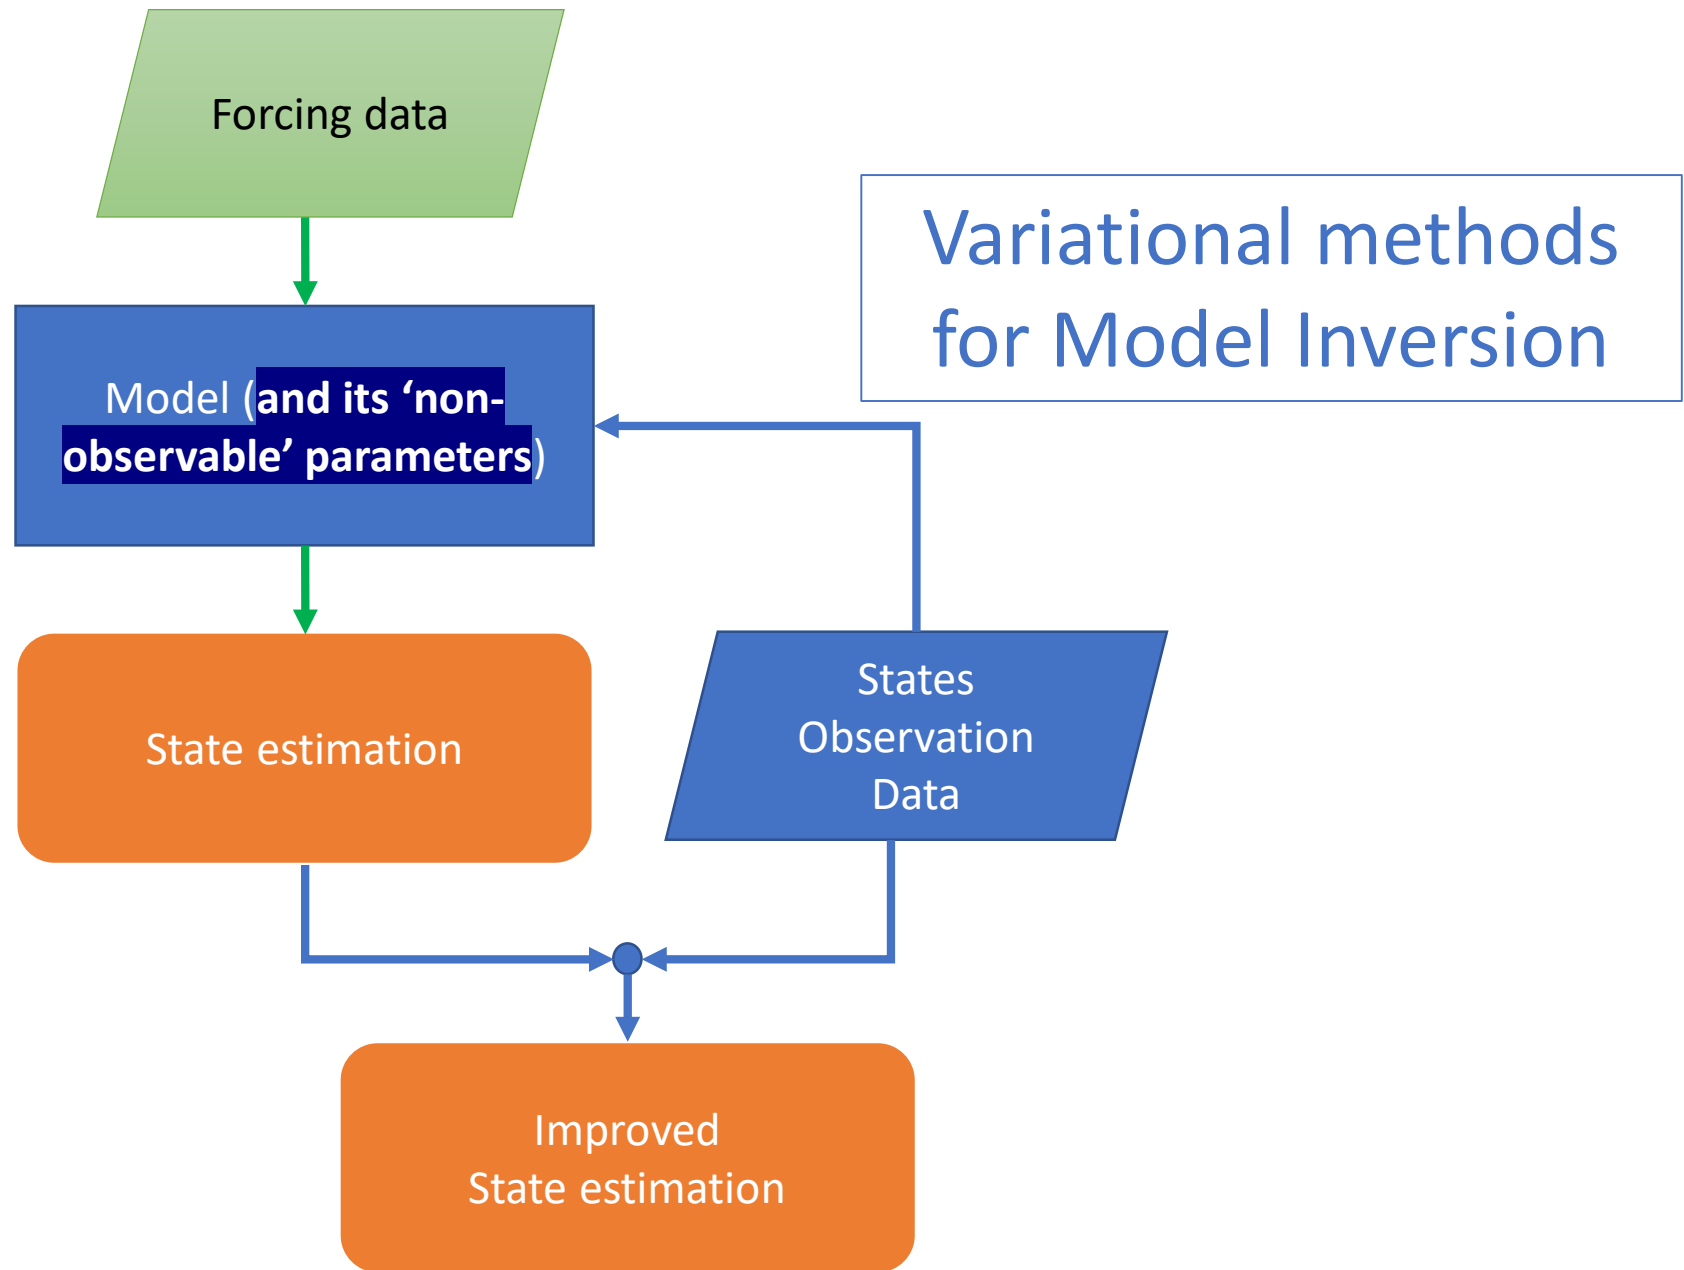 Forcing data
Variational methods
for Model Inversion
Model (and its ‘non-
observable’ parameters)
States
Observation
Data
State estimation
Improved
State estimation